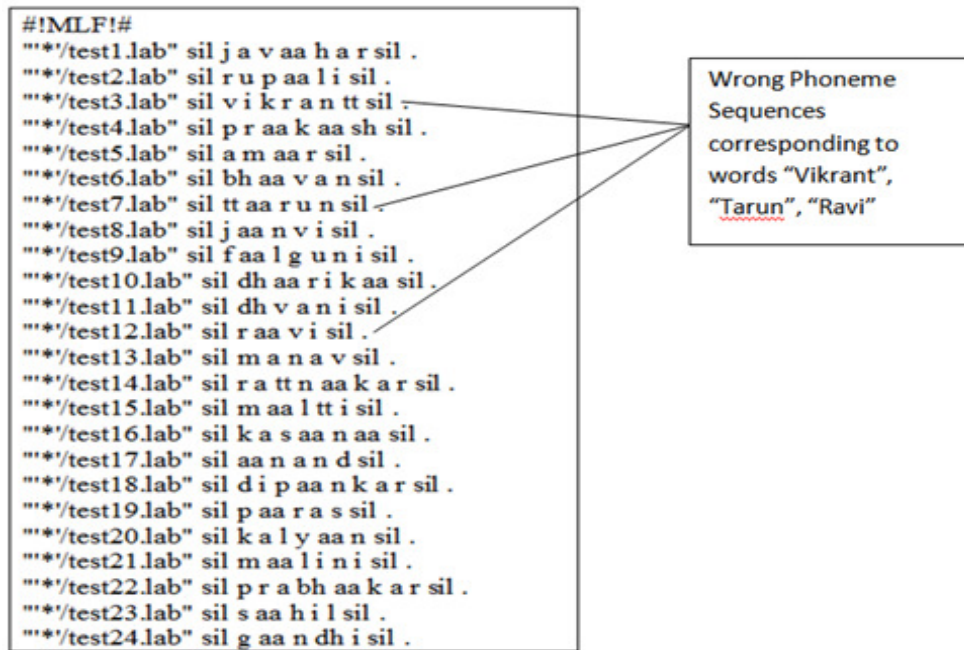 #!MLF!#
"'*'/test1.lab" sil j a v aa h a r sil .
"'*'/test2.lab" sil r u p aa l i sil .
"'*'/test3.lab" sil v i k r a n tt sil .
"'*'/test4.lab" sil p r aa k aa sh sil .
"'*'/test5.lab" sil a m aa r sil .
"'*'/test6.lab" sil bh aa v a n sil .
"'*'/test7.lab" sil tt aa r u n sil .
"'*'/test8.lab" sil j aa n v i sil .
"'*'/test9.lab" sil f aa l g u n i sil .
"'*'/test10.lab" sil dh aa r i k aa sil .
"'*'/test11.lab" sil dh v a n i sil .
"'*'/test12.lab" sil r aa v i sil .
"'*'/test13.lab" sil m a n a v sil .
"'*'/test14.lab" sil r a tt n aa k a r sil .
"'*'/test15.lab" sil m aa l tt i sil .
"'*'/test16.lab" sil k a s aa n aa sil .
"'*'/test17.lab" sil aa n a n d sil .
"'*'/test18.lab" sil d i p aa n k a r sil .
"'*'/test19.lab" sil p aa r a s sil .
"'*'/test20.lab" sil k a l y aa n sil .
"'*'/test21.lab" sil m aa l i n i sil .
"'*'/test22.lab" sil p r a bh aa k a r sil .
"'*'/test23.lab" sil s aa h i l sil .
"'*'/test24.lab" sil g aa n dh i sil .
Wrong Phoneme
Sequences
corresponding to
words “Vikrant”,
“Tarun”, “Ravi”